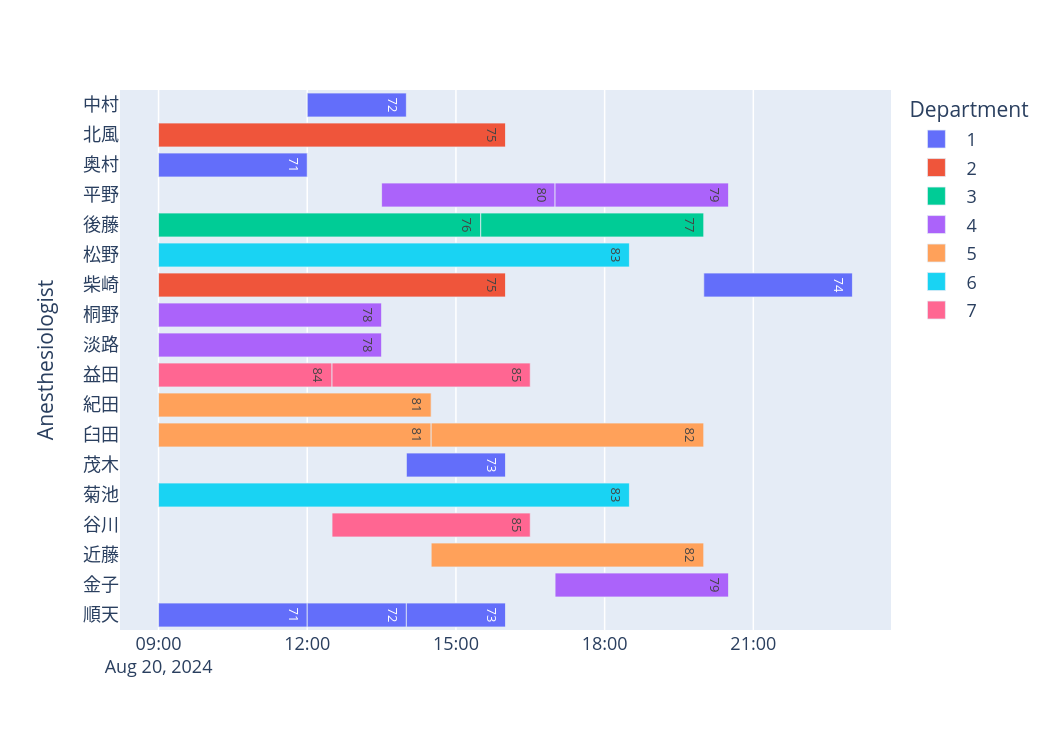 中村 72
北風 75
奥村 71
平野 80 79
後藤 76 77
松野 83
柴崎 75 74
桐野 78
淡路 78
益田 84 85
紀田 81
臼田 81 82
茂木 73
菊池 83
谷川 85
近藤 82
金子 79
順天 71 72 73
Anesthesiologist
09:00 12:00 15:00 18:00 21:00
Aug 20, 2024
Department
1
2
3
4
5
6
7